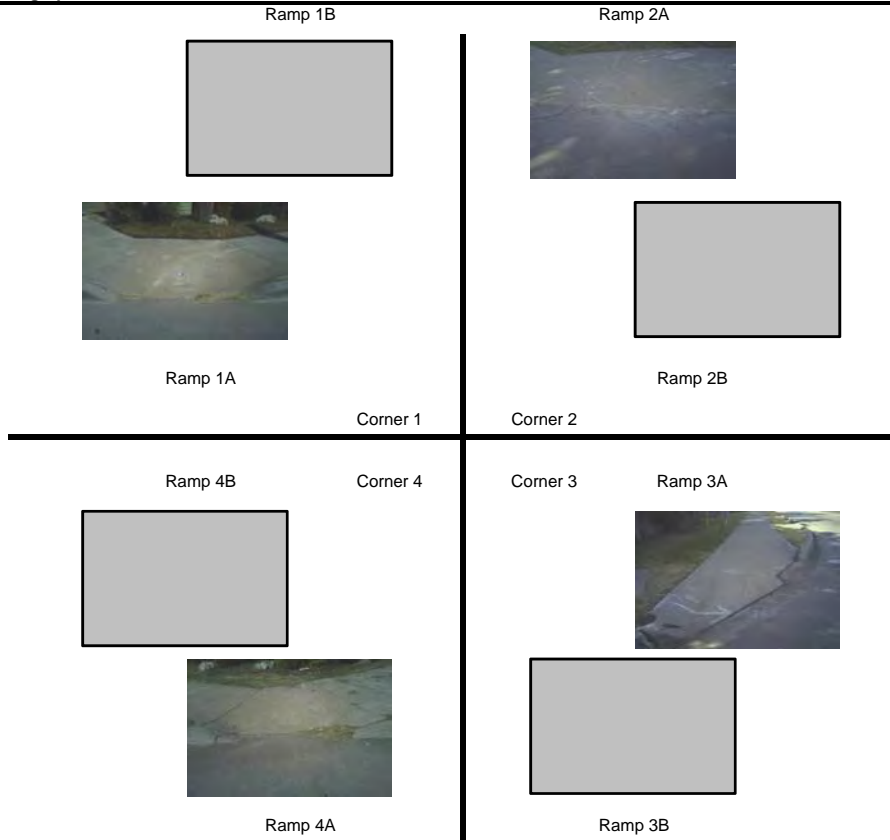 Ramp 1B
Ramp 2A
Ramp 1A
Ramp 2B
Corner 1
Corner 2
Ramp 4B
Corner 4
Corner 3
Ramp 3A
Ramp 4A
Ramp 3B